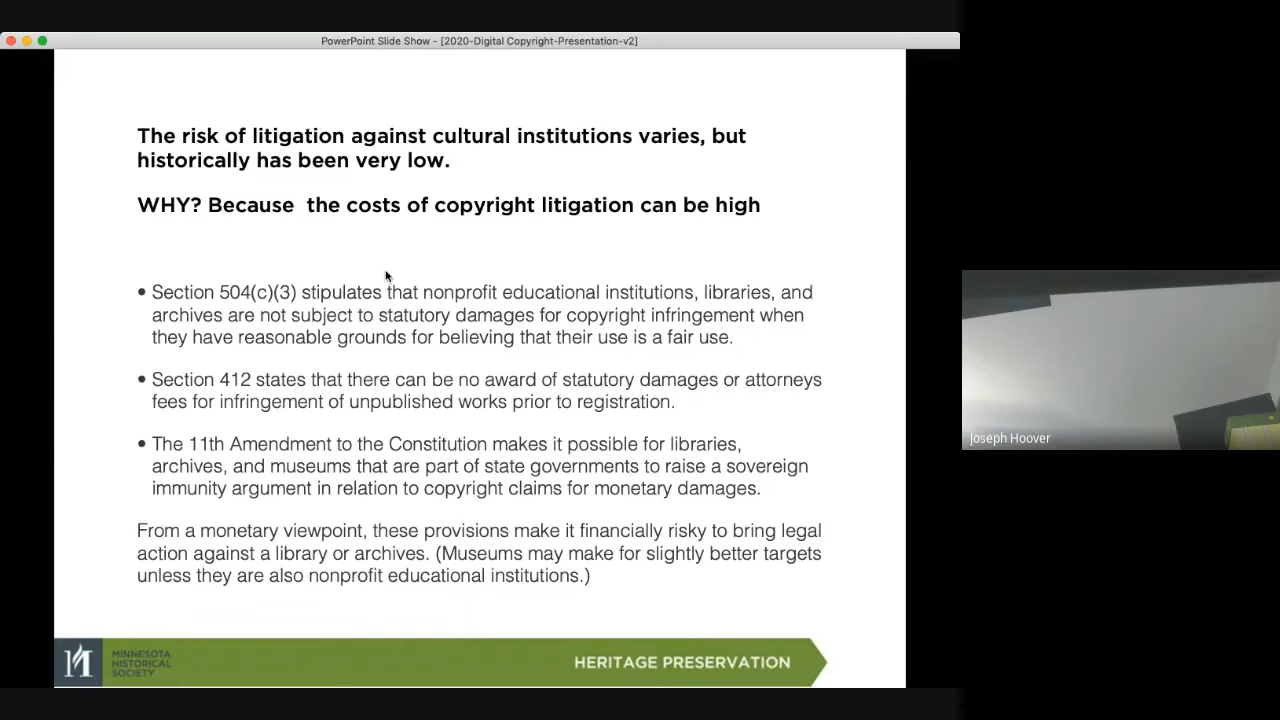 PowerPoint Slide Show - [2020-Digital Copyright-Presentation-v2]
The risk of litigation against cultural institutions varies, but
historically has been very low.
WHY? Because  the costs of copyright litigation can be high
• Section 504(c)(3) stipulates that nonprofit educational institutions, libraries, and
archives are not subject to statutory damages for copyright infringement when
they have reasonable grounds for believing that their use is a fair use.
• Section 412 states that there can be no award of statutory damages or attorneys
fees for infringement of unpublished works prior to registration.
• The 11th Amendment to the Constitution makes it possible for libraries,
archives, and museums that are part of state governments to raise a sovereign
immunity argument in relation to copyright claims for monetary damages.
From a monetary viewpoint, these provisions make it financially risky to bring legal
action against a library or archives. (Museums may make for slightly better targets
unless they are also nonprofit educational institutions.)
MINNESOTA
HISTORICAL
SOCIETY
HERITAGE PRESERVATION
Joseph Hoover